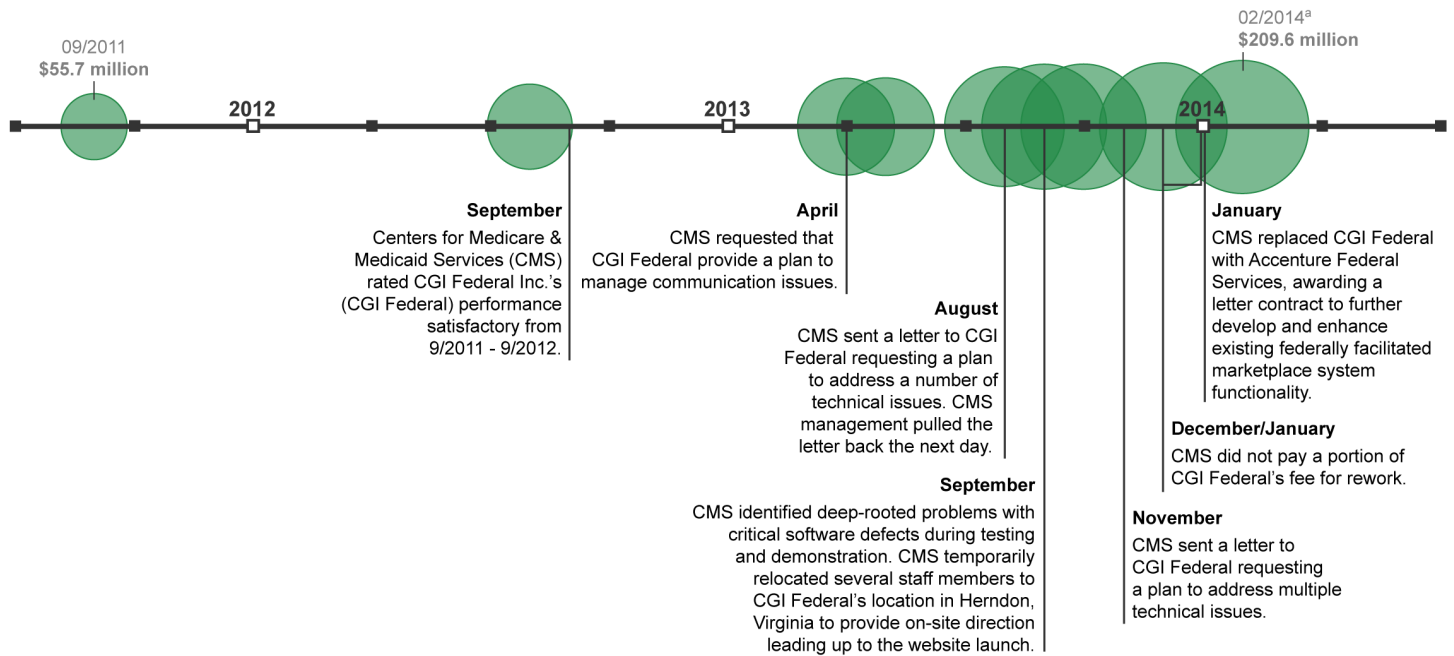 09/2011
$55.7 million
02/2014ª
$209.6 million
2012
2013
2014
September
Centers for Medicare &
Medicaid Services (CMS)
rated CGI Federal Inc.'s
(CGI Federal) performance
satisfactory from
9/2011 - 9/2012.
April
CMS requested that
CGI Federal provide a plan to
manage communication issues.
August
CMS sent a letter to CGI
Federal requesting a plan
to address a number of
technical issues. CMS
management pulled the
letter back the next day.
September
CMS identified deep-rooted problems with
critical software defects during testing
and demonstration. CMS temporarily
relocated several staff members to
CGI Federal's location in Herndon,
Virginia to provide on-site direction
leading up to the website launch.
January
CMS replaced CGI Federal
with Accenture Federal
Services, awarding a
letter contract to further
develop and enhance
existing federally facilitated
marketplace system
functionality.
December/January
CMS did not pay a portion of
CGI Federal's fee for rework.
November
CMS sent a letter to
CGI Federal requesting
a plan to address multiple
technical issues.